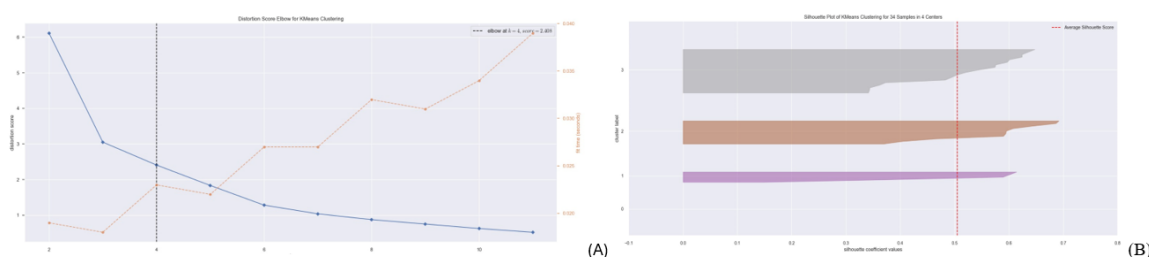 Distortion Score Elbow for KMeans Clustering
elbow at k = 4, score = 2.404
distortion score
6
5
4
3
2
1
2
4
6
8
10
fit time (seconds)
(A)
Silhouette Plot of KMeans Clustering for 34 Samples in 4 Centers
Average Silhouette Score
cluster label
3
2
1
0
-0.1
0.0
0.1
0.2
0.3
0.4
0.5
0.6
0.7
0.8
silhouette coefficient values
(B)